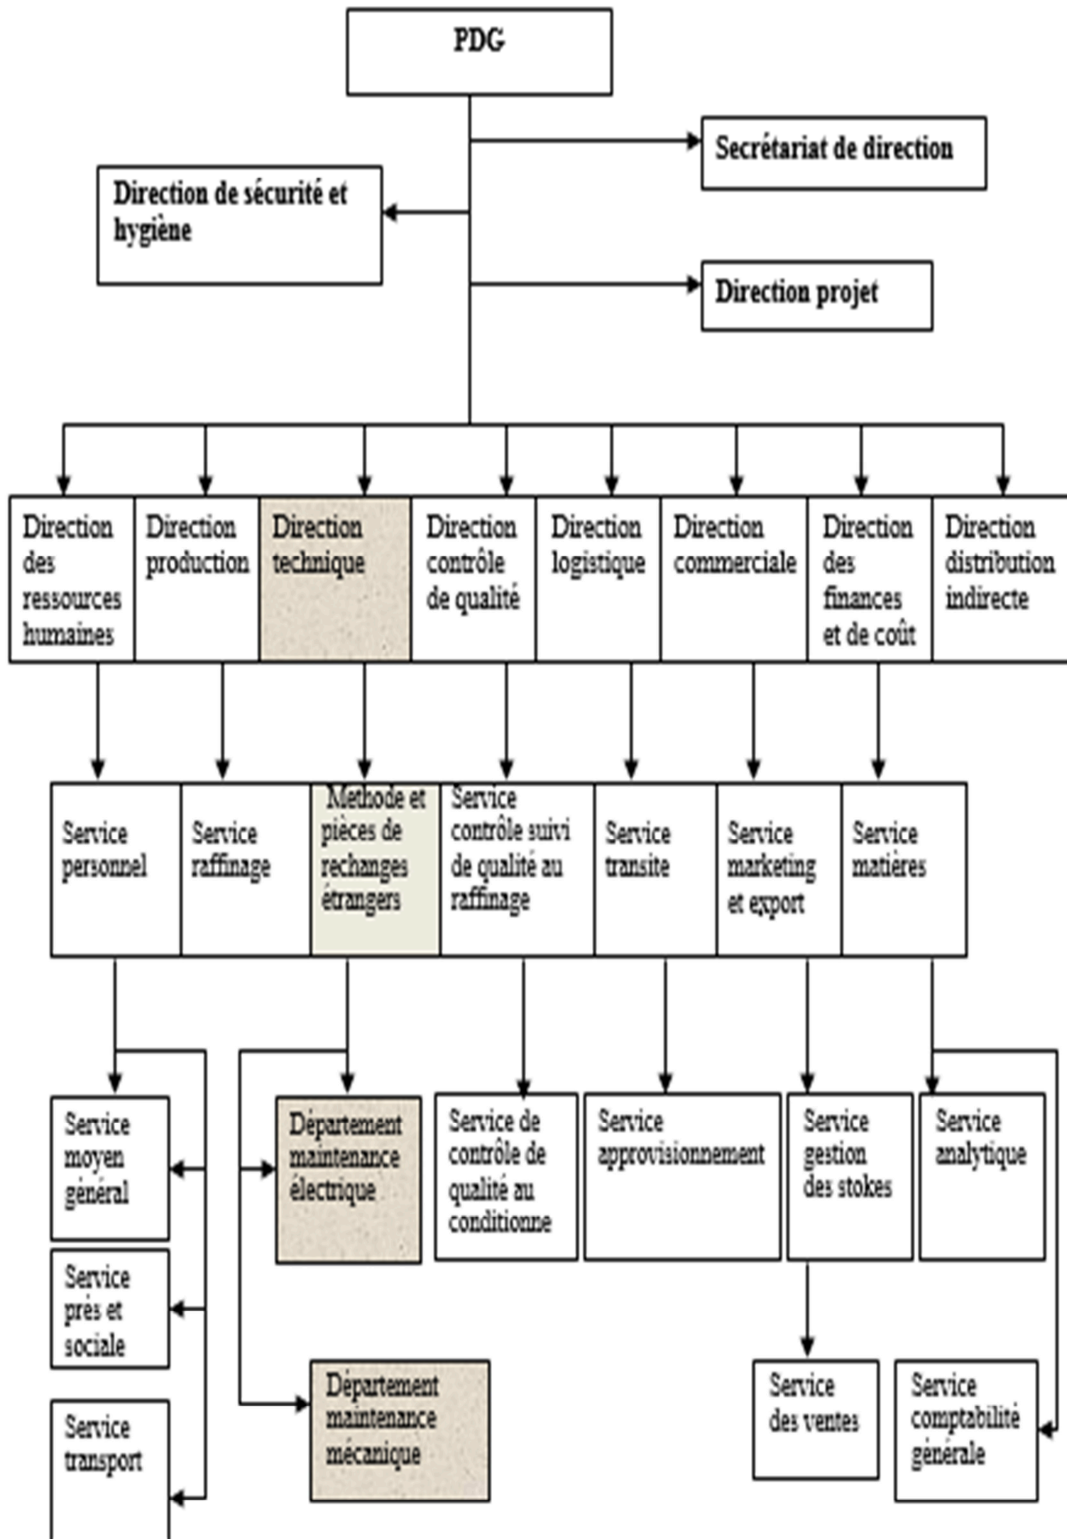 PDG
Secrétariat de direction
Direction de sécurité et
hygiène
Direction projet
Direction
des
ressources
humaines
Direction
production
Direction
technique
Direction
contrôle
de qualité
Direction
logistique
Direction
commerciale
Direction
des
finances
et de coût
Direction
distribution
indirecte
Service
personnel
Service
raffinage
Méthode et
pièces de
rechanges
étrangers
Service
contrôle suivi
de qualité au
raffinage
Service
transite
Service
marketing
et export
Service
matières
Service
moyen
général
Département
maintenance
électrique
Service de
contrôle de
qualité au
conditionne
Service
approvisionnement
Service
gestion
des stokes
Service
analytique
Service
près et
sociale
Département
maintenance
mécanique
Service
des ventes
Service
comptabilité
générale
Service
transport